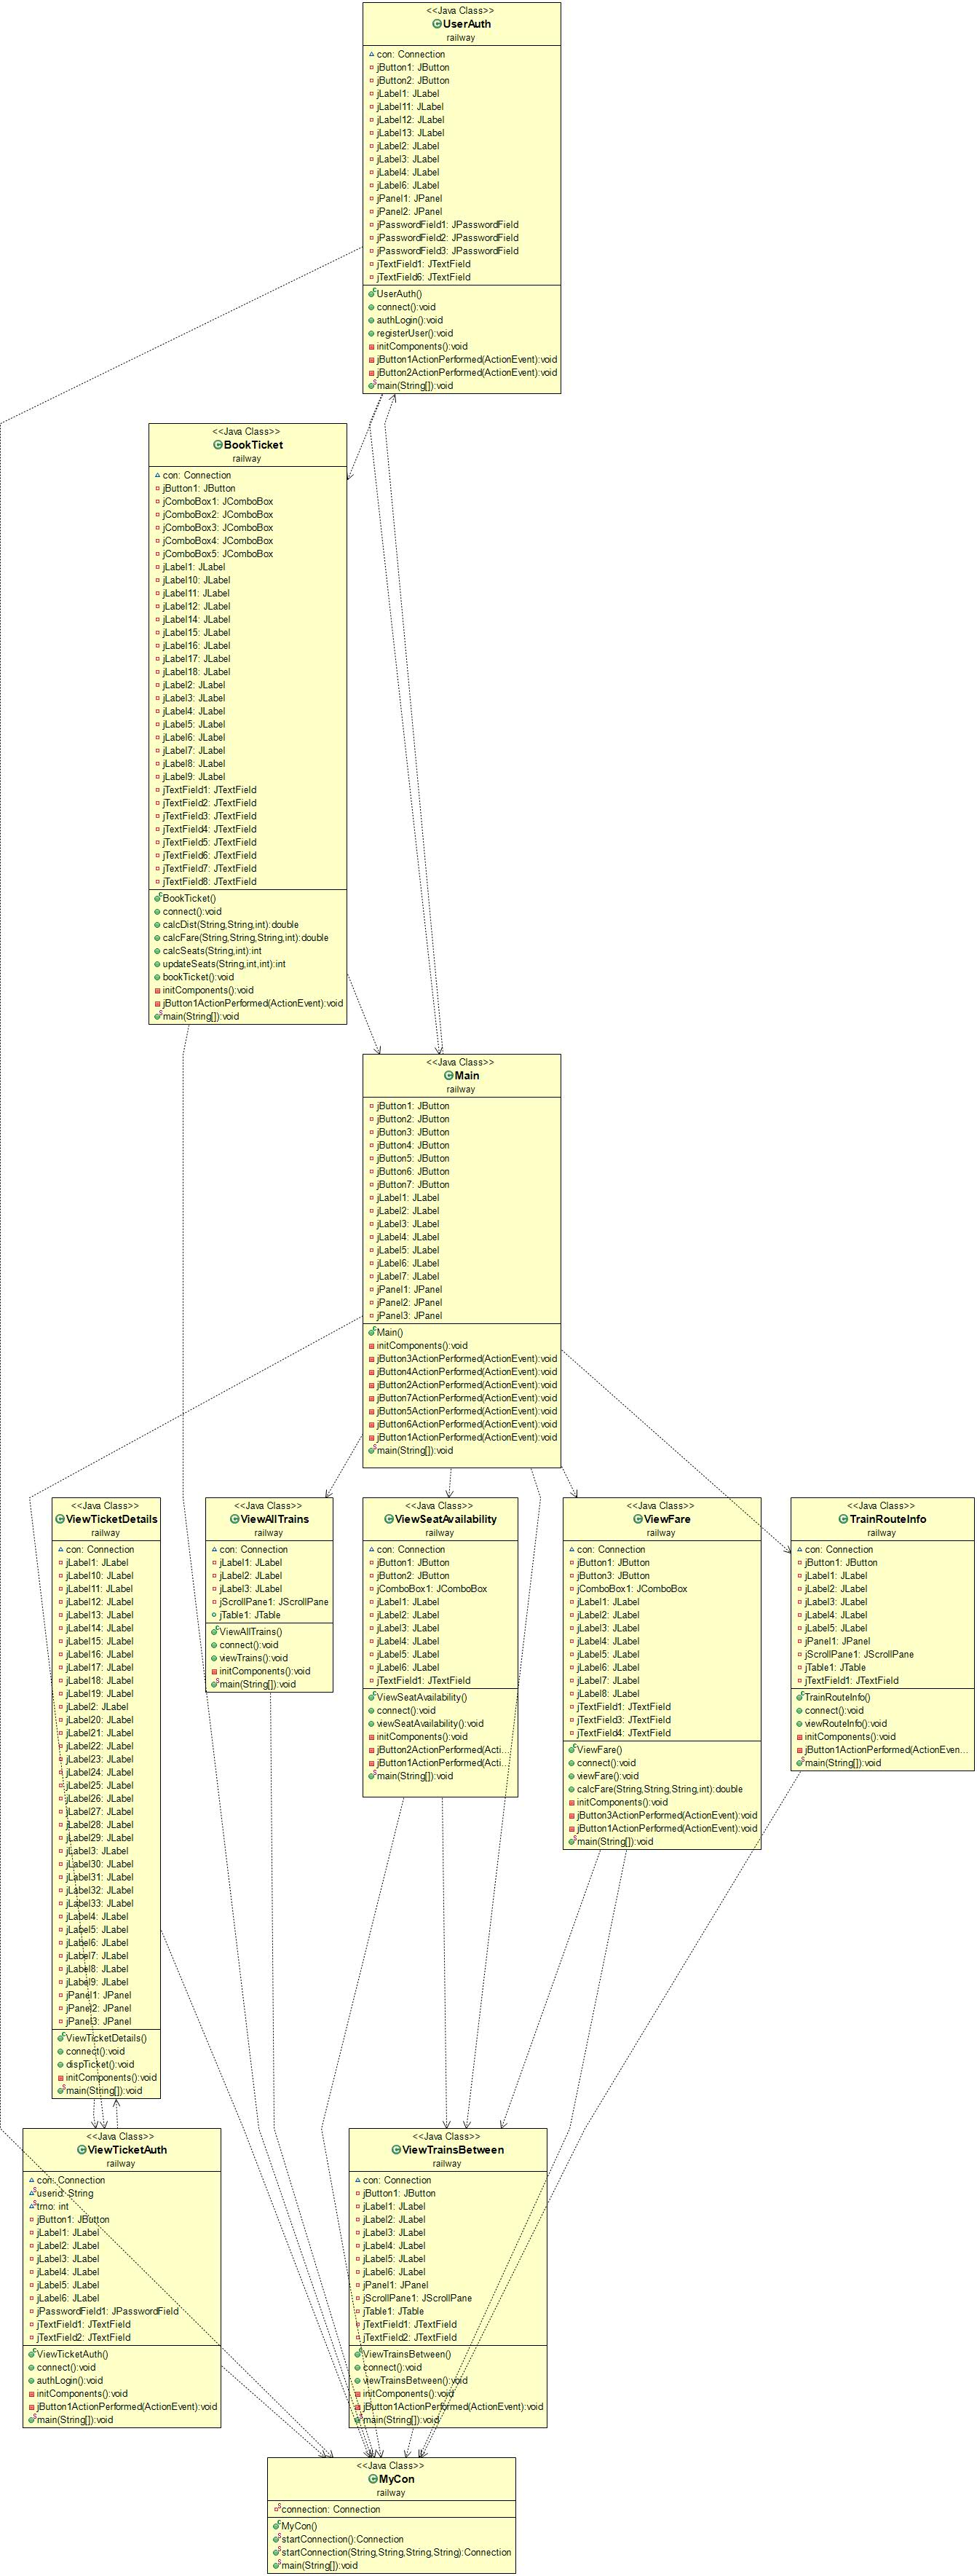 <<Java Class>>
UserAuth
railway
con: Connection
jButton1: JButton
jButton2: JButton
jLabel1: JLabel
jLabel11: JLabel
jLabel12: JLabel
jLabel13: JLabel
jLabel2: JLabel
jLabel3: JLabel
jLabel4: JLabel
jLabel6: JLabel
jPanel1: JPanel
jPanel2: JPanel
jPasswordField1: JPasswordField
jPasswordField2: JPasswordField
jPasswordField3: JPasswordField
jTextField1: JTextField
jTextField6: JTextField
UserAuth()
connect():void
authLogin():void
registerUser():void
initComponents():void
jButton1ActionPerformed(ActionEvent):void
jButton2ActionPerformed(ActionEvent):void
main(String[]):void
<<Java Class>>
BookTicket
railway
con: Connection
jButton1: JButton
jComboBox1: JComboBox
jComboBox2: JComboBox
jComboBox3: JComboBox
jComboBox4: JComboBox
jComboBox5: JComboBox
jLabel1: JLabel
jLabel10: JLabel
jLabel11: JLabel
jLabel12: JLabel
jLabel14: JLabel
jLabel15: JLabel
jLabel16: JLabel
jLabel17: JLabel
jLabel18: JLabel
jLabel2: JLabel
jLabel3: JLabel
jLabel4: JLabel
jLabel5: JLabel
jLabel6: JLabel
jLabel7: JLabel
jLabel8: JLabel
jLabel9: JLabel
jTextField1: JTextField
jTextField2: JTextField
jTextField3: JTextField
jTextField4: JTextField
jTextField5: JTextField
jTextField6: JTextField
jTextField7: JTextField
jTextField8: JTextField
BookTicket()
connect():void
calcDist(String,String,int):double
calcFare(String,String,String,int):double
calcSeats(String,int):int
updateSeats(String,int,int):int
bookTicket():void
initComponents():void
jButton1ActionPerformed(ActionEvent):void
main(String[]):void
<<Java Class>>
Main
railway
jButton1: JButton
jButton2: JButton
jButton3: JButton
jButton4: JButton
jButton5: JButton
jButton6: JButton
jButton7: JButton
jLabel1: JLabel
jLabel2: JLabel
jLabel3: JLabel
jLabel4: JLabel
jLabel5: JLabel
jLabel6: JLabel
jLabel7: JLabel
jPanel1: JPanel
jPanel2: JPanel
jPanel3: JPanel
Main()
initComponents():void
jButton3ActionPerformed(ActionEvent):void
jButton4ActionPerformed(ActionEvent):void
jButton2ActionPerformed(ActionEvent):void
jButton7ActionPerformed(ActionEvent):void
jButton5ActionPerformed(ActionEvent):void
jButton6ActionPerformed(ActionEvent):void
jButton1ActionPerformed(ActionEvent):void
main(String[]):void
<<Java Class>>
ViewTicketDetails
railway
con: Connection
jLabel1: JLabel
jLabel10: JLabel
jLabel11: JLabel
jLabel12: JLabel
jLabel13: JLabel
jLabel14: JLabel
jLabel15: JLabel
jLabel16: JLabel
jLabel17: JLabel
jLabel18: JLabel
jLabel19: JLabel
jLabel2: JLabel
jLabel20: JLabel
jLabel21: JLabel
jLabel22: JLabel
jLabel23: JLabel
jLabel24: JLabel
jLabel25: JLabel
jLabel26: JLabel
jLabel27: JLabel
jLabel28: JLabel
jLabel29: JLabel
jLabel3: JLabel
jLabel30: JLabel
jLabel31: JLabel
jLabel32: JLabel
jLabel33: JLabel
jLabel4: JLabel
jLabel5: JLabel
jLabel6: JLabel
jLabel7: JLabel
jLabel8: JLabel
jLabel9: JLabel
jPanel1: JPanel
jPanel2: JPanel
jPanel3: JPanel
ViewTicketDetails()
connect():void
dispTicket():void
initComponents():void
main(String[]):void
<<Java Class>>
ViewAllTrains
railway
con: Connection
jLabel1: JLabel
jLabel2: JLabel
jLabel3: JLabel
jScrollPane1: JScrollPane
jTable1: JTable
ViewAllTrains()
connect():void
viewTrains():void
initComponents():void
main(String[]):void
<<Java Class>>
ViewSeatAvailability
railway
con: Connection
jButton1: JButton
jButton2: JButton
jComboBox1: JComboBox
jLabel1: JLabel
jLabel2: JLabel
jLabel3: JLabel
jLabel4: JLabel
jLabel5: JLabel
jLabel6: JLabel
jTextField1: JTextField
ViewSeatAvailability()
connect():void
viewSeatAvailability():void
initComponents():void
jButton2ActionPerformed(Acti...
jButton1ActionPerformed(Acti...
main(String[]):void
<<Java Class>>
ViewFare
railway
con: Connection
jButton1: JButton
jButton3: JButton
jComboBox1: JComboBox
jLabel1: JLabel
jLabel2: JLabel
jLabel3: JLabel
jLabel4: JLabel
jLabel5: JLabel
jLabel6: JLabel
jLabel7: JLabel
jLabel8: JLabel
jTextField1: JTextField
jTextField3: JTextField
jTextField4: JTextField
ViewFare()
connect():void
viewFare():void
calcFare(String,String,String,int):double
initComponents():void
jButton3ActionPerformed(ActionEvent):void
jButton1ActionPerformed(ActionEvent):void
main(String[]):void
<<Java Class>>
TrainRouteInfo
railway
con: Connection
jButton1: JButton
jLabel1: JLabel
jLabel2: JLabel
jLabel3: JLabel
jLabel4: JLabel
jLabel5: JLabel
jPanel1: JPanel
jScrollPane1: JScrollPane
jTable1: JTable
jTextField1: JTextField
TrainRouteInfo()
connect():void
viewRouteInfo():void
initComponents():void
jButton1ActionPerformed(ActionEven...
main(String[]):void
<<Java Class>>
ViewTicketAuth
railway
con: Connection
userid: String
trno: int
jButton1: JButton
jLabel1: JLabel
jLabel2: JLabel
jLabel3: JLabel
jLabel4: JLabel
jLabel5: JLabel
jLabel6: JLabel
jPasswordField1: JPasswordField
jTextField1: JTextField
jTextField2: JTextField
ViewTicketAuth()
connect():void
authLogin():void
initComponents():void
jButton1ActionPerformed(ActionEvent):void
main(String[]):void
<<Java Class>>
ViewTrainsBetween
railway
con: Connection
jButton1: JButton
jLabel1: JLabel
jLabel2: JLabel
jLabel3: JLabel
jLabel4: JLabel
jLabel5: JLabel
jLabel6: JLabel
jPanel1: JPanel
jScrollPane1: JScrollPane
jTable1: JTable
jTextField1: JTextField
jTextField2: JTextField
ViewTrainsBetween()
connect():void
viewTrainsBetween():void
initComponents():void
jButton1ActionPerformed(ActionEvent):void
main(String[]):void
<<Java Class>>
MyCon
railway
connection: Connection
MyCon()
startConnection():Connection
startConnection(String,String,String,String):Connection
main(String[]):void